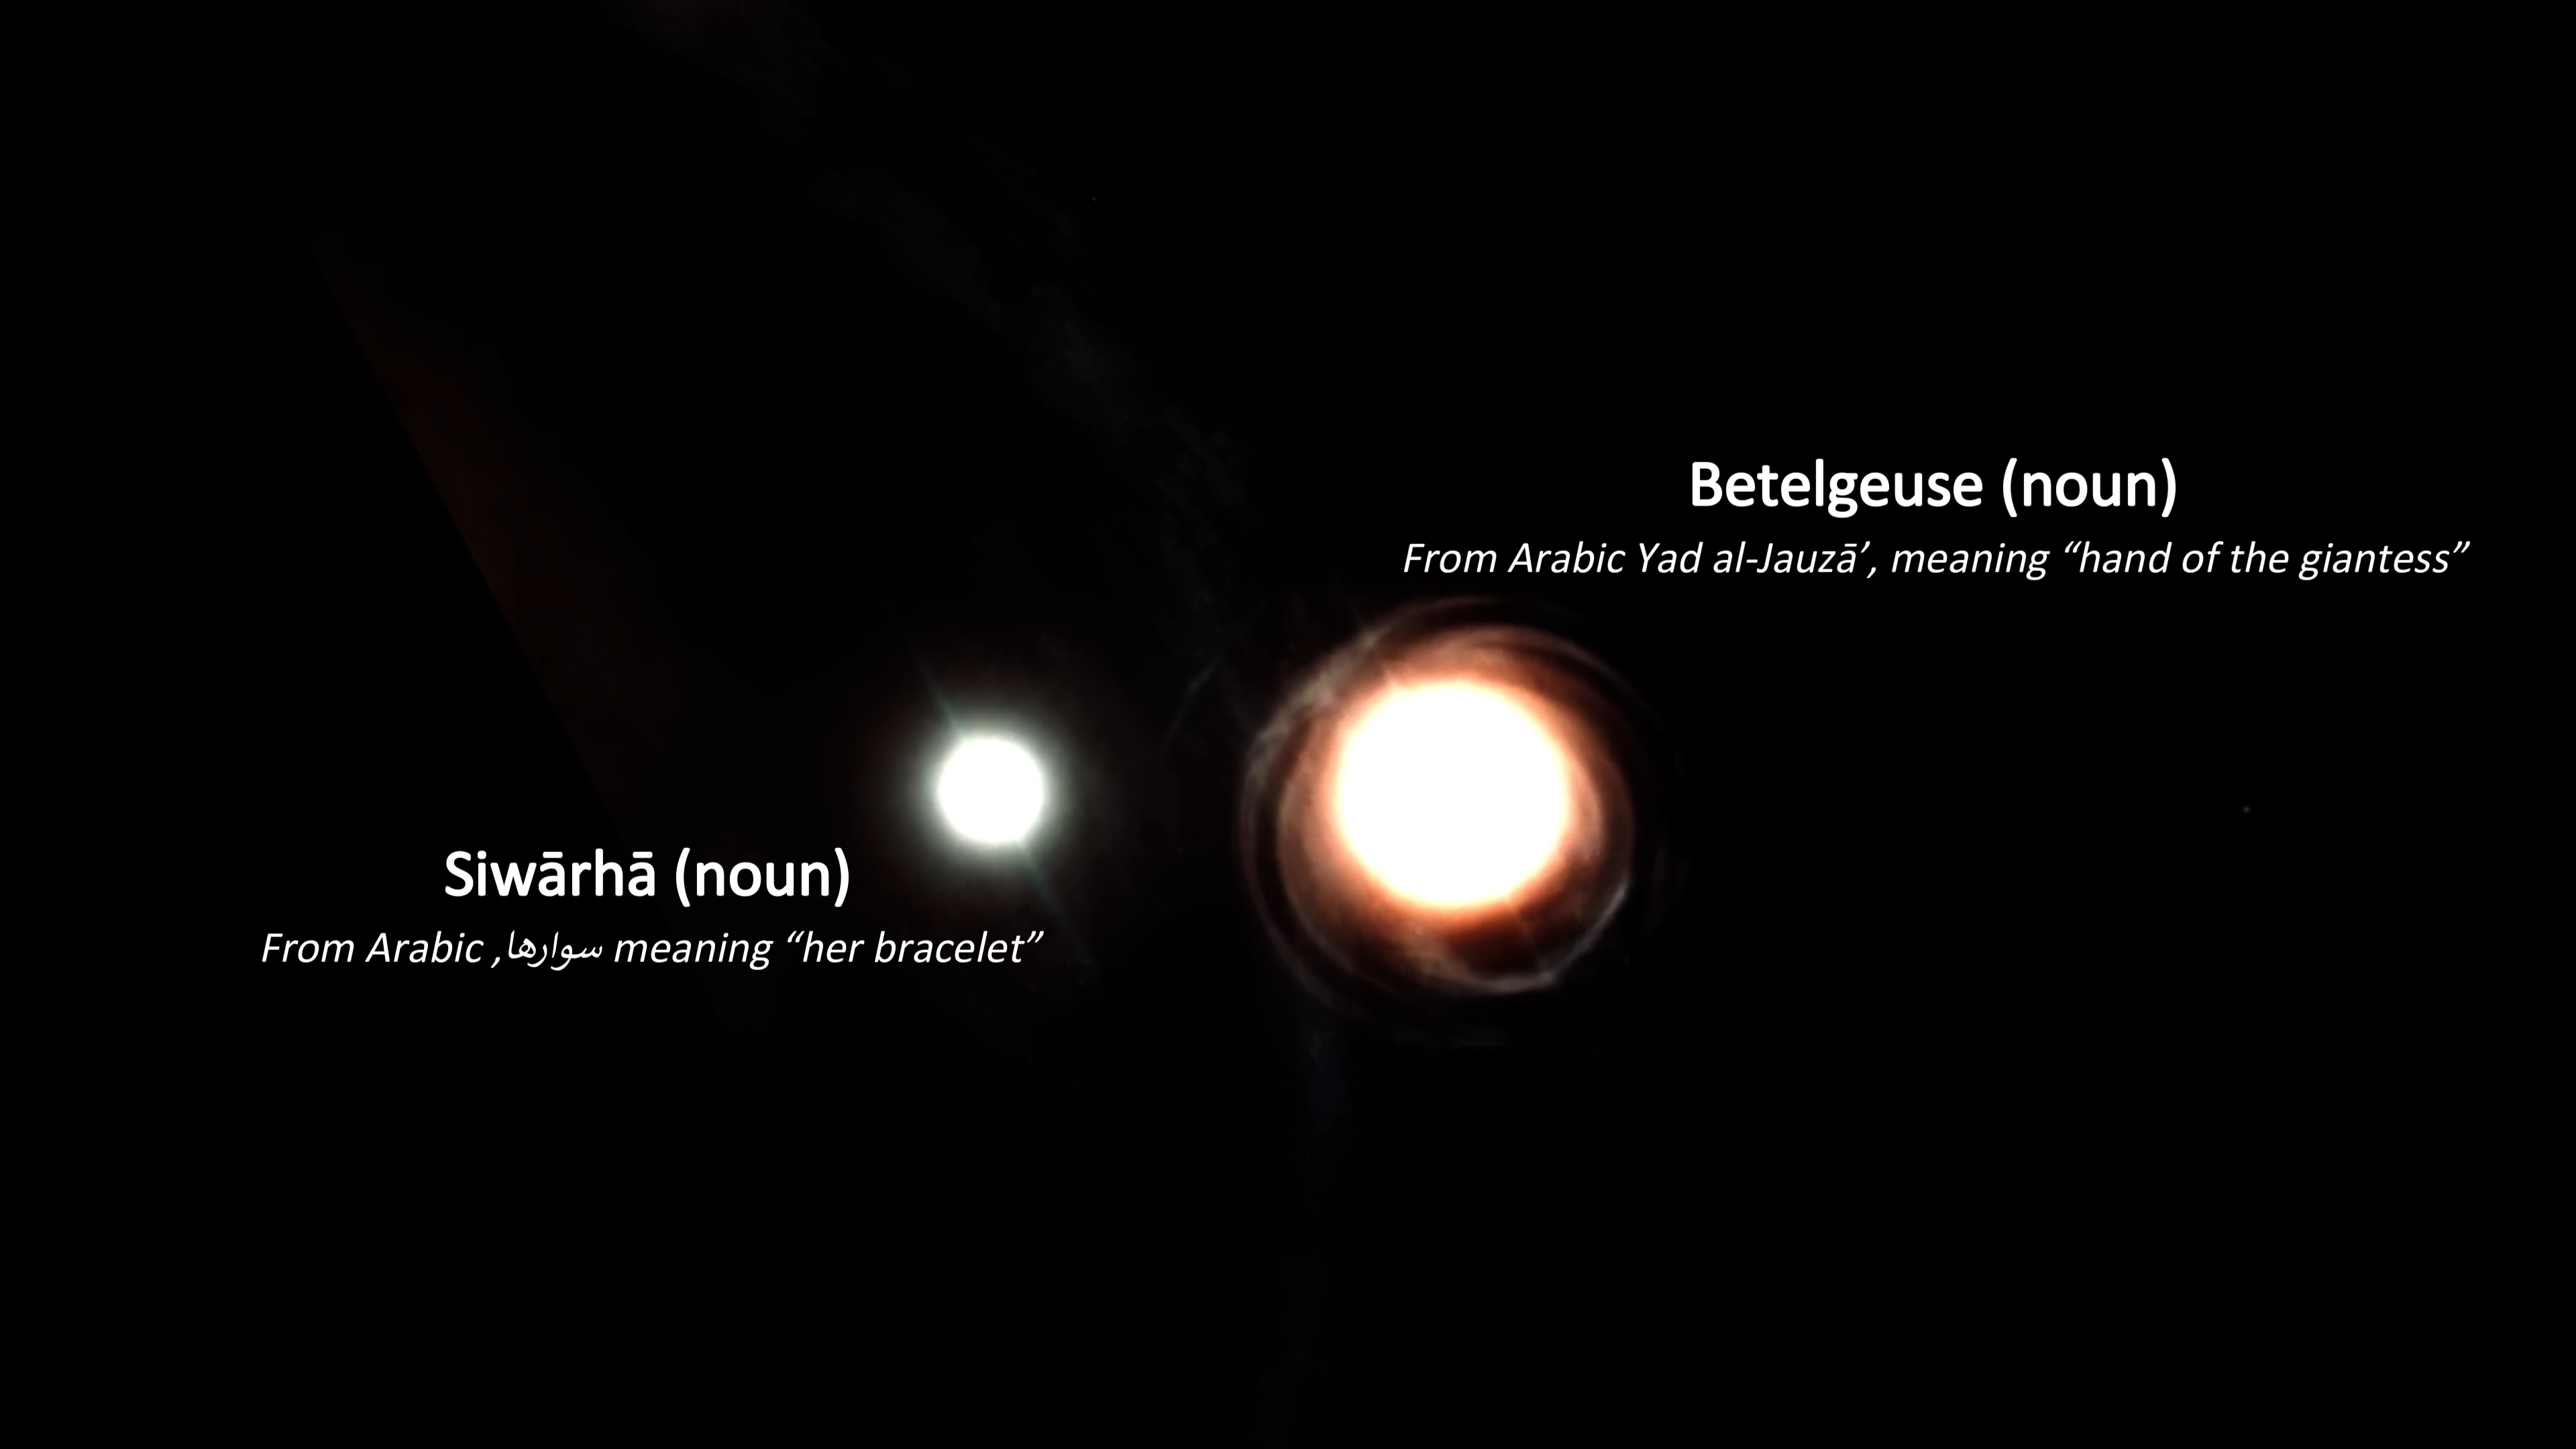 Betelgeuse (noun)
From Arabic Yad al-Jauzā’, meaning “hand of the giantess”
Siwārhā (noun)
From Arabic سوارها, meaning “her bracelet”